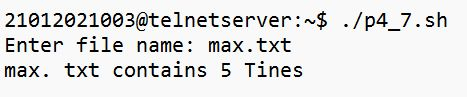 21012021003@telnetserver:~$ ./p4_7.sh
Enter file name: max.txt
max. txt contains 5 Tines